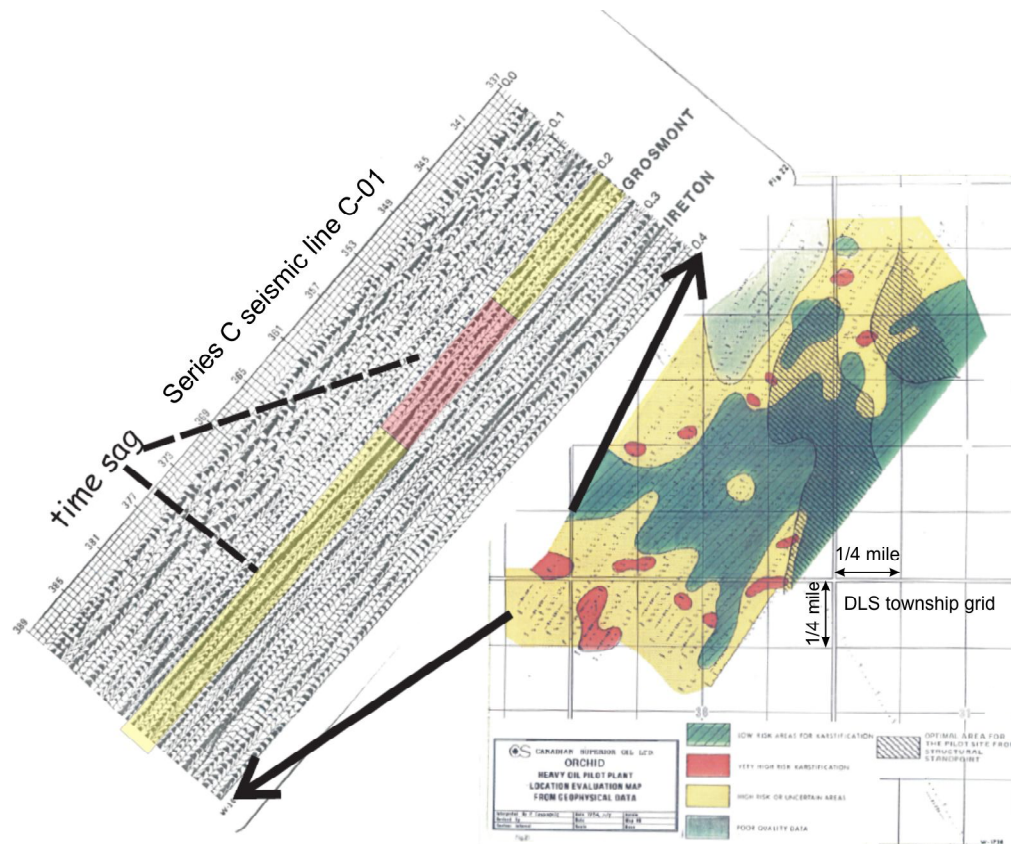 337
0.0
341
0.1
345
0.2
349
0.3
353
0.4
357
361
365
369
373
377
381
385
389
GROSMONT
IRETON
Series C seismic line C-01
time sag
Fig 22
1/4 mile
1/4 mile
DLS township grid
36
31
CANADIAN SUPERIOR OIL LTD
ORCHID
HEAVY OIL PILOT PLANT
LOCATION EVALUATION MAP
FROM GEOPHYSICAL DATA
LOW RISK AREAS FOR KARSTIFICATION
VERY HIGH RISK KARSTIFICATION
HIGH RISK OR UNCERTAIN AREAS
POOR QUALITY DATA
OPTIMAL AREA FOR
THE PILOT SITE FROM
STRUCTURAL
STANDPOINT